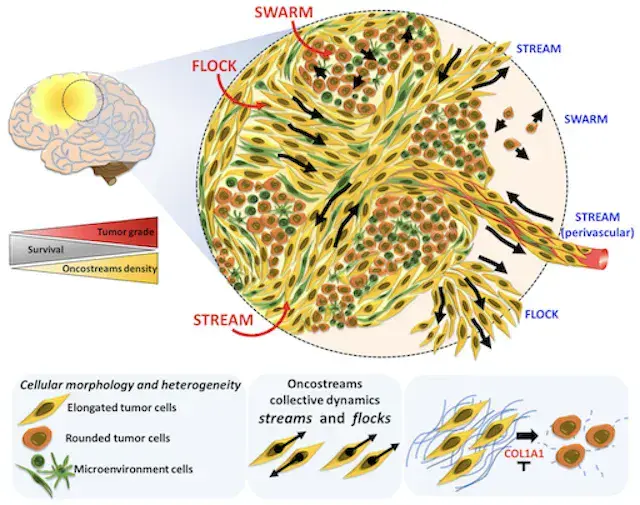 SWARM
STREAM
FLOCK
SWARM
Tumor grade
Survival
Oncostreams density
STREAM
(perivascular)
STREAM
FLOCK
Cellular morphology and heterogeneity
Elongated tumor cells
Rounded tumor cells
Microenvironment cells
Oncostreams
collective dynamics
streams and flocks
COL1A1